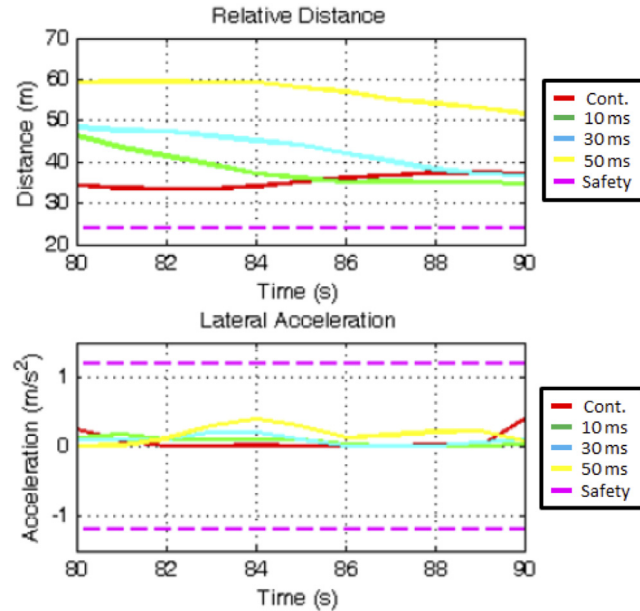 Relative Distance
70
60
50
40
30
20
Distance (m)
80 82 84 86 88 90
Time (s)
Cont.
10 ms
30 ms
50 ms
Safety
Lateral Acceleration
1
0
-1
Acceleration (m/s²)
80 82 84 86 88 90
Time (s)
Cont.
10 ms
30 ms
50 ms
Safety